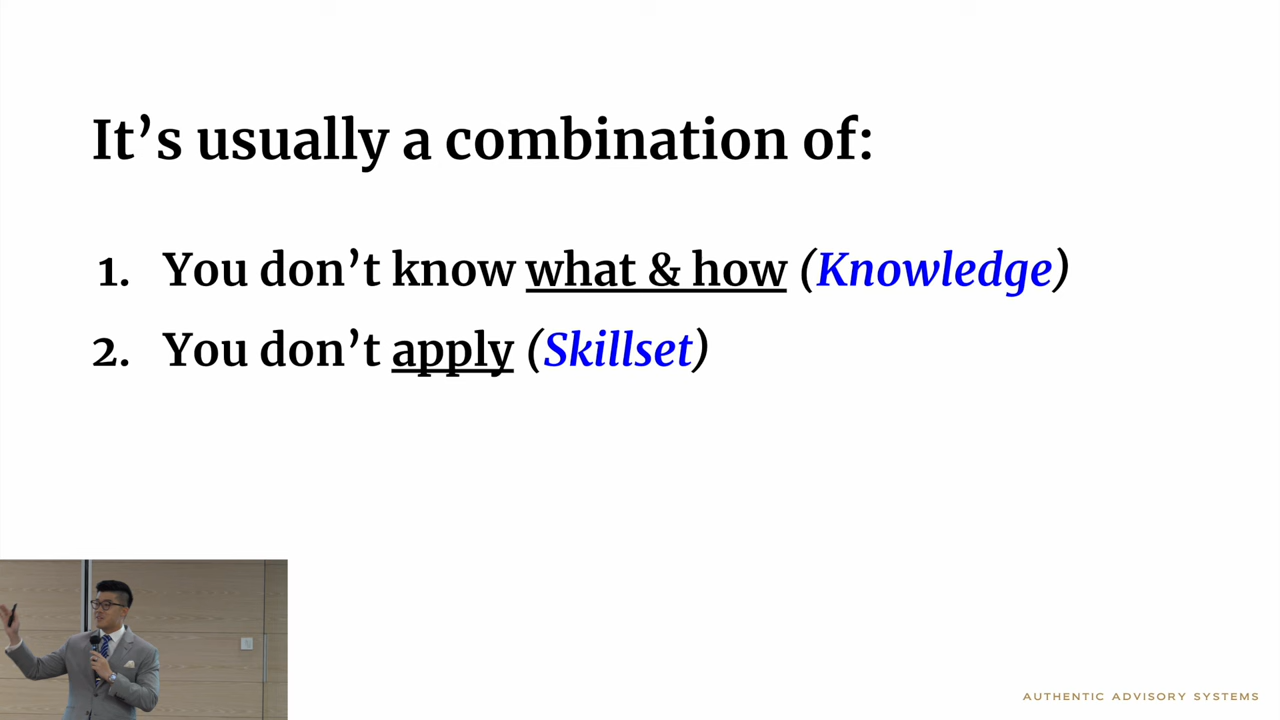 It’s usually a combination of:
1. You don’t know what & how (Knowledge)
2. You don’t apply (Skillset)
AUTHENTIC ADVISORY SYSTEMS